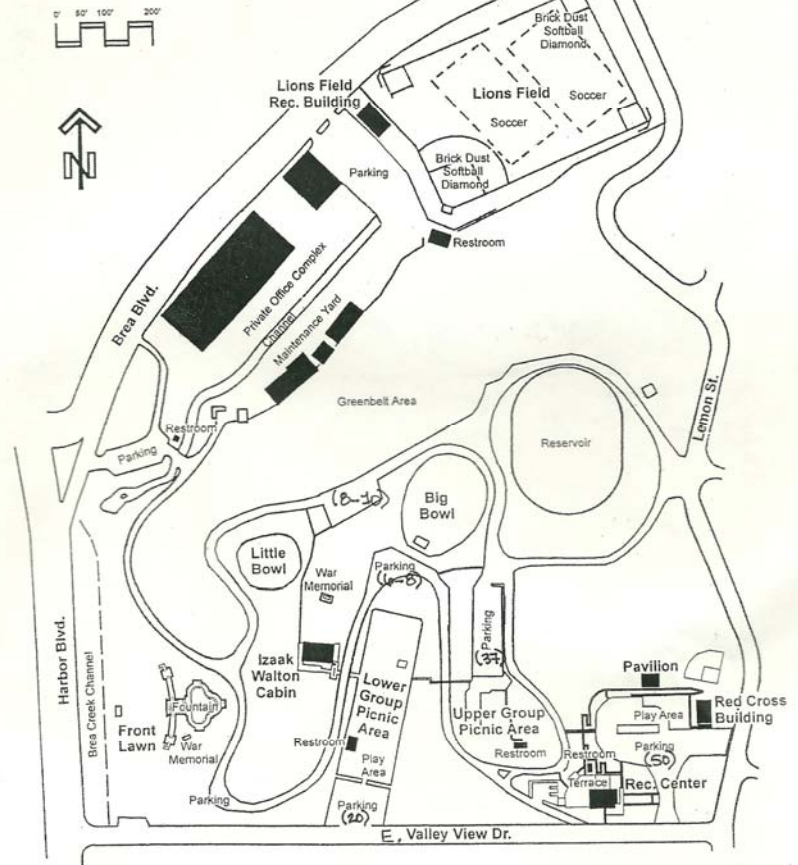 0' 50' 100' 200'
N
Brick Dust
Softball
Diamond
Lions Field
Rec. Building
Lions Field
Soccer
Soccer
Parking
Brick Dust
Softball
Diamond
Restroom
Private Office Complex
Brea Blvd.
Channel
Maintenance Yard
Greenbelt Area
Lemon St.
Restroom
Reservoir
Parking
(8-10)
Big
Bowl
Little
Bowl
War
Memorial
Parking
(6-8)
Parking
(37)
Harbor Blvd.
Brea Creek Channel
Izaak
Walton
Cabin
Lower
Group
Picnic
Area
Pavilion
Fountain
Front
Lawn
War
Memorial
Upper Group
Picnic Area
Play Area
Red Cross
Building
Restroom
Restroom
Restroom
Parking
(50)
Play
Area
Terrace
Rec. Center
Parking
Parking
(20)
E. Valley View Dr.